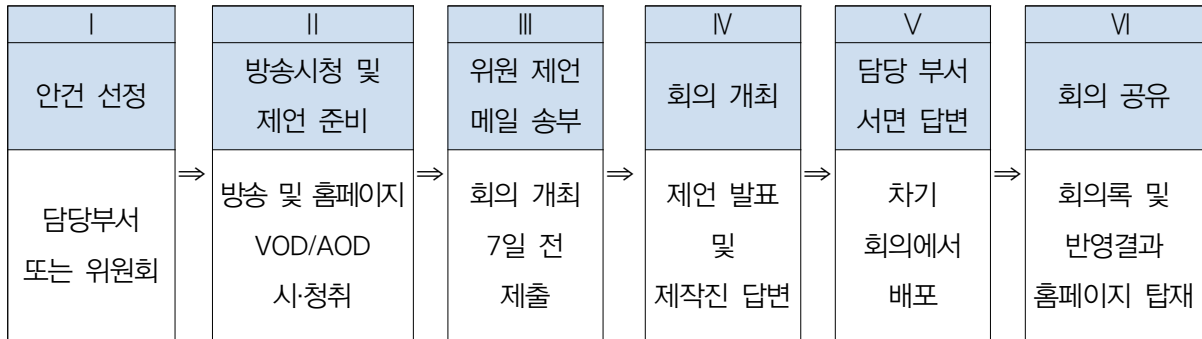 Ⅰ
안건 선정
담당부서
또는 위원회
⇒
Ⅱ
방송시청 및
제언 준비
방송 및 홈페이지
VOD/AOD
시·청취
⇒
Ⅲ
위원 제언
메일 송부
회의 개최
7일 전
제출
⇒
Ⅳ
회의 개최
제언 발표
및
제작진 답변
⇒
Ⅴ
담당 부서
서면 답변
차기
회의에서
배포
⇒
Ⅵ
회의 공유
회의록 및
반영결과
홈페이지 탑재